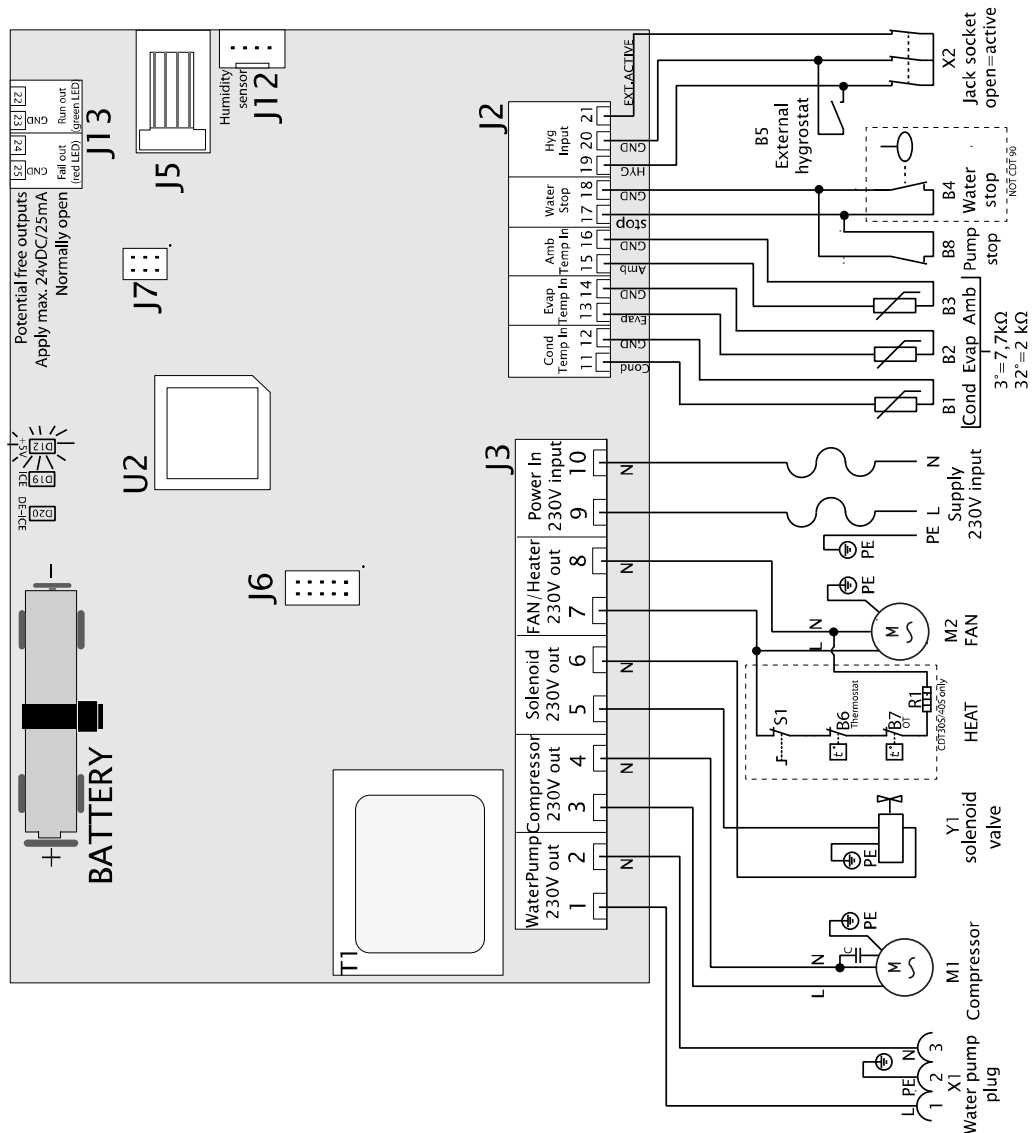 22
23
GND
Run out
(green LED)
24
25
GND
Fail out
(red LED)
J13
Potential free outputs
Apply max. 24vDC/25mA
Normally open
J5
Humidity
sensor
J12
J7
+5V
D12
ICE
D19
DE-ICE
D20
U2
J6
BATTERY
+
−
T1
J2
Hyg
Input
21
20
19
EXT.ACTIVE
GND
HYG
Water
Stop
18
17
GND
stop
Amb
Temp In
16
15
GND
Amb
Evap
Temp In
14
13
GND
Evap
Cond
Temp In
12
11
GND
Cond
J3
Power In
230V input
10
9
N
FAN/Heater
230V out
8
7
N
Solenoid
230V out
6
5
N
Compressor
230V out
4
3
N
WaterPump
230V out
2
1
N
X2
Jack socket
open=active
B5
External
hygrostat
B4
Water
stop
NOT CDT 90
B8
Pump
stop
B3
Amb
B2
Evap
B1
Cond
3°=7,7kΩ
32°=2 kΩ
N
L
PE
PE
Supply
230V input
PE
N
L
M
M2
FAN
S1
B6
Thermostat
t°
B7
OT
t°
R1
CDT30S/40S only
HEAT
PE
Y1
solenoid
valve
PE
N
L
C
M
M1
Compressor
L
PE
N
1
2
3
X1
Water pump
plug